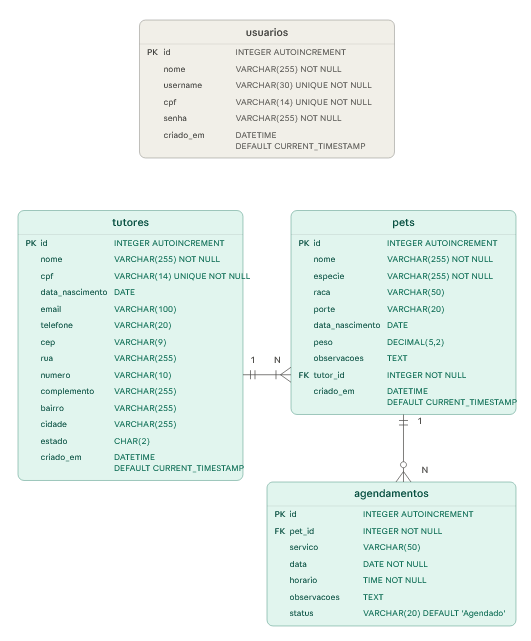 usuarios
PK id INTEGER AUTOINCREMENT
nome VARCHAR(255) NOT NULL
username VARCHAR(30) UNIQUE NOT NULL
cpf VARCHAR(14) UNIQUE NOT NULL
senha VARCHAR(255) NOT NULL
criado_em DATETIME
DEFAULT CURRENT_TIMESTAMP
tutores
PK id INTEGER AUTOINCREMENT
nome VARCHAR(255) NOT NULL
cpf VARCHAR(14) UNIQUE NOT NULL
data_nascimento DATE
email VARCHAR(100)
telefone VARCHAR(20)
cep VARCHAR(9)
rua VARCHAR(255)
numero VARCHAR(10)
complemento VARCHAR(255)
bairro VARCHAR(255)
cidade VARCHAR(255)
estado CHAR(2)
criado_em DATETIME
DEFAULT CURRENT_TIMESTAMP
1 N
pets
PK id INTEGER AUTOINCREMENT
nome VARCHAR(255) NOT NULL
especie VARCHAR(255) NOT NULL
raca VARCHAR(50)
porte VARCHAR(20)
data_nascimento DATE
peso DECIMAL(5,2)
observacoes TEXT
FK tutor_id INTEGER NOT NULL
criado_em DATETIME
DEFAULT CURRENT_TIMESTAMP
1
N
agendamentos
PK id INTEGER AUTOINCREMENT
FK pet_id INTEGER NOT NULL
servico VARCHAR(50)
data DATE NOT NULL
horario TIME NOT NULL
observacoes TEXT
status VARCHAR(20) DEFAULT 'Agendado'